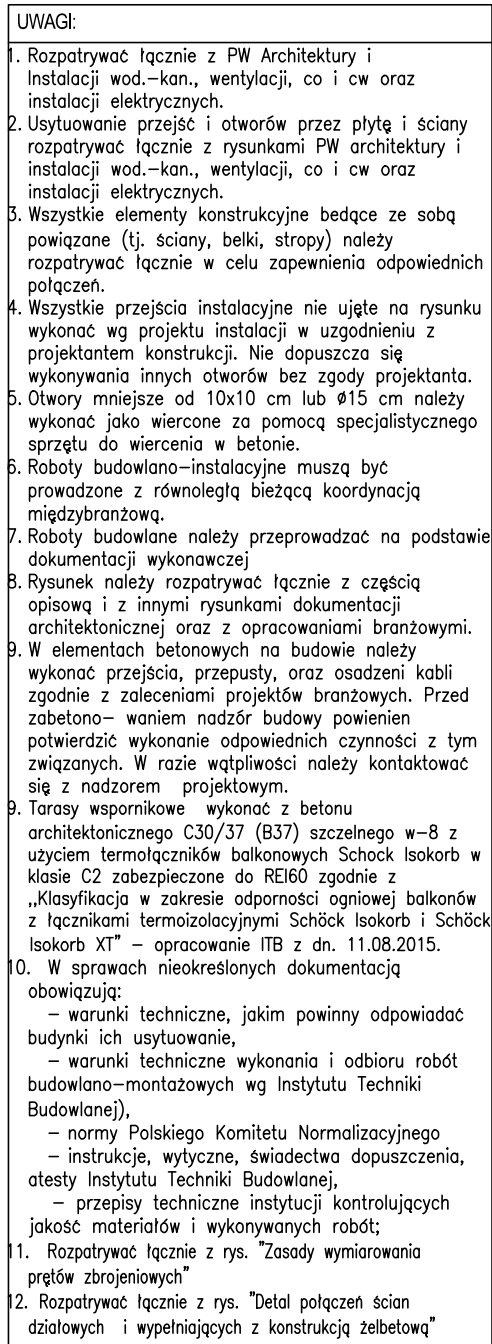 UWAGI:
1. Rozpatrywać łącznie z PW Architektury i
Instalacji wod.–kan., wentylacji, co i cw oraz
instalacji elektrycznych.
2. Usytuowanie przejść i otworów przez płytę i ściany
rozpatrywać łącznie z rysunkami PW architektury i
instalacji wod.–kan., wentylacji, co i cw oraz
instalacji elektrycznych.
3. Wszystkie elementy konstrukcyjne bedące ze sobą
powiązane (tj. ściany, belki, stropy) należy
rozpatrywać łącznie w celu zapewnienia odpowiednich
połączeń.
4. Wszystkie przejścia instalacyjne nie ujęte na rysunku
wykonać wg projektu instalacji w uzgodnieniu z
projektantem konstrukcji. Nie dopuszcza się
wykonywania innych otworów bez zgody projektanta.
5. Otwory mniejsze od 10x10 cm lub Ø15 cm należy
wykonać jako wiercone za pomocą specjalistycznego
sprzętu do wiercenia w betonie.
6. Roboty budowlano–instalacyjne muszą być
prowadzone z równoległą bieżącą koordynacją
międzybranżową.
7. Roboty budowlane należy przeprowadzać na podstawie
dokumentacji wykonawczej
8. Rysunek należy rozpatrywać łącznie z częścią
opisową i z innymi rysunkami dokumentacji
architektonicznej oraz z opracowaniami branżowymi.
9. W elementach betonowych na budowie należy
wykonać przejścia, przepusty, oraz osadzeni kabli
zgodnie z zaleceniami projektów branżowych. Przed
zabetono– waniem nadzór budowy powienien
potwierdzić wykonanie odpowiednich czynności z tym
związanych. W razie wątpliwości należy kontaktować
się z nadzorem projektowym.
9. Tarasy wspornikowe wykonać z betonu
architektonicznego C30/37 (B37) szczelnego w–8 z
użyciem termołączników balkonowych Schock Isokorb w
klasie C2 zabezpieczone do REI60 zgodnie z
,,Klasyfikacja w zakresie odporności ogniowej balkonów
z łącznikami termoizolacyjnymi Schöck Isokorb i Schöck
Isokorb XT" – opracowanie ITB z dn. 11.08.2015.
10. W sprawach nieokreślonych dokumentacją
obowiązują:
– warunki techniczne, jakim powinny odpowiadać
budynki ich usytuowanie,
– warunki techniczne wykonania i odbioru robót
budowlano–montażowych wg Instytutu Techniki
Budowlanej),
– normy Polskiego Komitetu Normalizacyjnego
– instrukcje, wytyczne, świadectwa dopuszczenia,
atesty Instytutu Techniki Budowlanej,
– przepisy techniczne instytucji kontrolujących
jakość materiałów i wykonywanych robót;
11. Rozpatrywać łącznie z rys. "Zasady wymiarowania
prętów zbrojeniowych"
12. Rozpatrywać łącznie z rys. "Detal połączeń ścian
działowych i wypełniających z konstrukcją żelbetową"